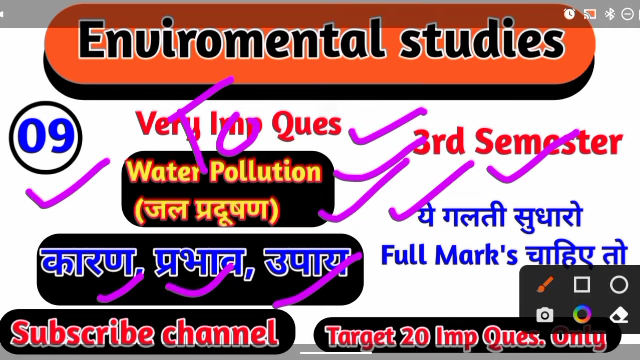 Enviromental studies
09
Very Imp Ques
To
3rd Semester
Water Pollution
(जल प्रदूषण)
ये गलती सुधारो
कारण, प्रभाव, उपाय
Full Mark's चाहिए तो
Subscribe channel
Target 20 Imp Ques. Only